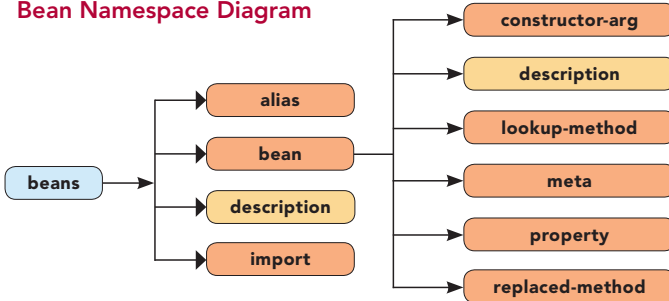 Bean Namespace Diagram
beans
alias
bean
description
import
constructor-arg
description
lookup-method
meta
property
replaced-method